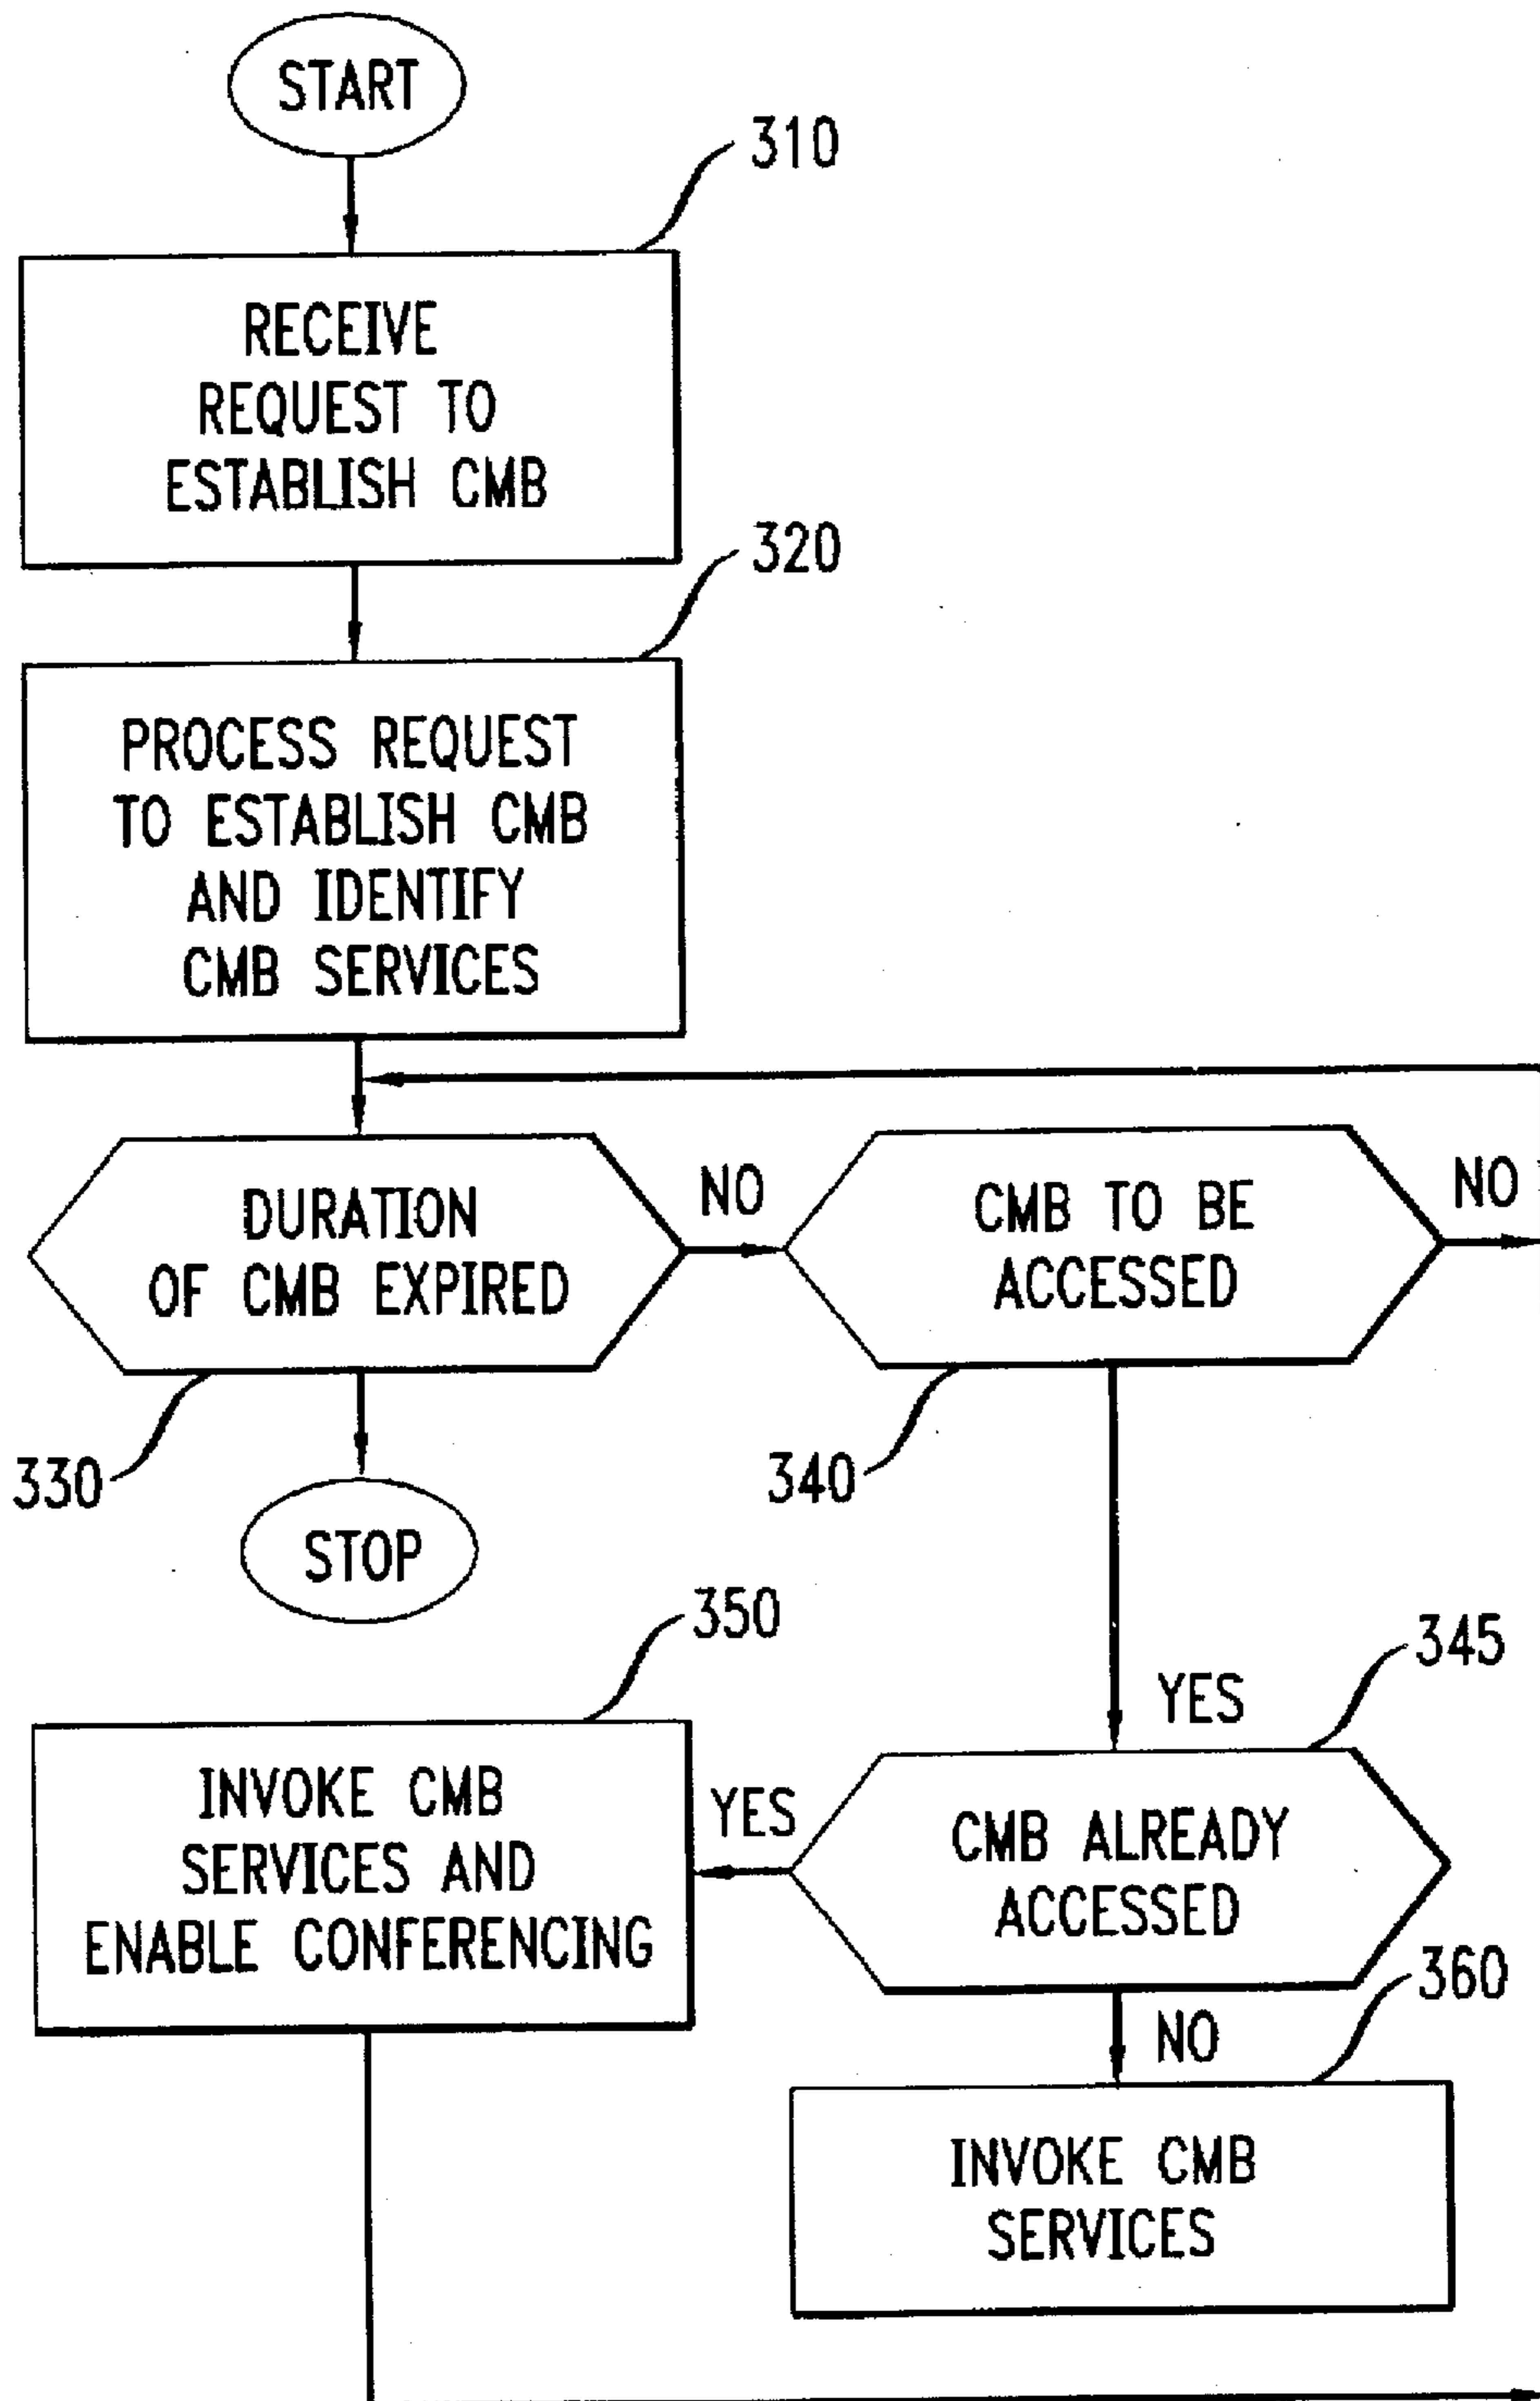 START
310
RECEIVE
REQUEST TO
ESTABLISH CMB
320
PROCESS REQUEST
TO ESTABLISH CMB
AND IDENTIFY
CMB SERVICES
DURATION
OF CMB EXPIRED
NO
CMB TO BE
ACCESSED
NO
330
340
STOP
350
345
YES
INVOKE CMB
SERVICES AND
ENABLE CONFERENCING
YES
CMB ALREADY
ACCESSED
360
NO
INVOKE CMB
SERVICES